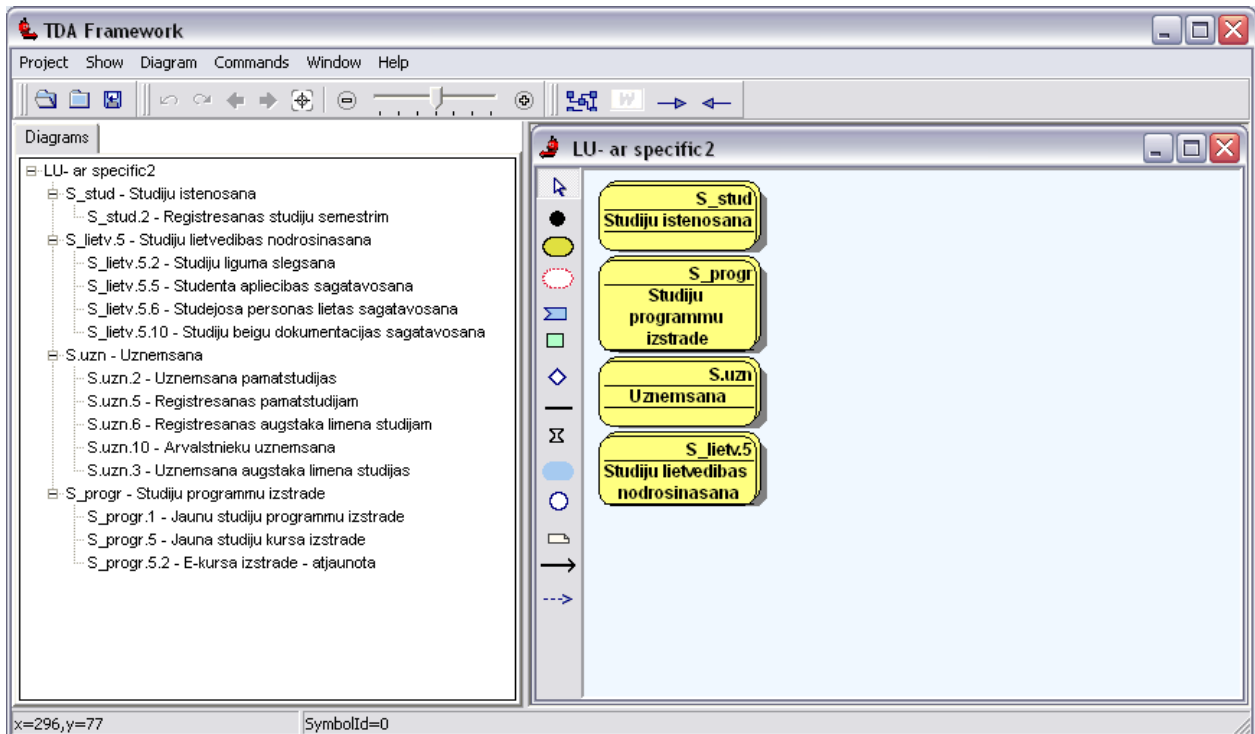 TDA Framework
Project Show Diagram Commands Window Help
W
Diagrams
LU- ar specific2
S_stud - Studiju istenosana
S_stud.2 - Registresanas studiju semestrim
S_lietv.5 - Studiju lietvedibas nodrosinasana
S_lietv.5.2 - Studiju liguma slegsana
S_lietv.5.5 - Studenta apliecibas sagatavosana
S_lietv.5.6 - Studejosa personas lietas sagatavosana
S_lietv.5.10 - Studiju beigu dokumentacijas sagatavosana
S.uzn - Uznemsana
S.uzn.2 - Uznemsana pamatstudijas
S.uzn.5 - Registresanas pamatstudijam
S.uzn.6 - Registresanas augstaka limena studijam
S.uzn.10 - Arvalstnieku uznemsana
S.uzn.3 - Uznemsana augstaka limena studijas
S_progr - Studiju programmu izstrade
S_progr.1 - Jaunu studiju programmu izstrade
S_progr.5 - Jauna studiju kursa izstrade
S_progr.5.2 - E-kursa izstrade - atjaunota
LU- ar specific2
S_stud
Studiju istenosana
S_progr
Studiju
programmu
izstrade
S.uzn
Uznemsana
S_lietv.5
Studiju lietvedibas
nodrosinasana
x=296,y=77
SymbolId=0